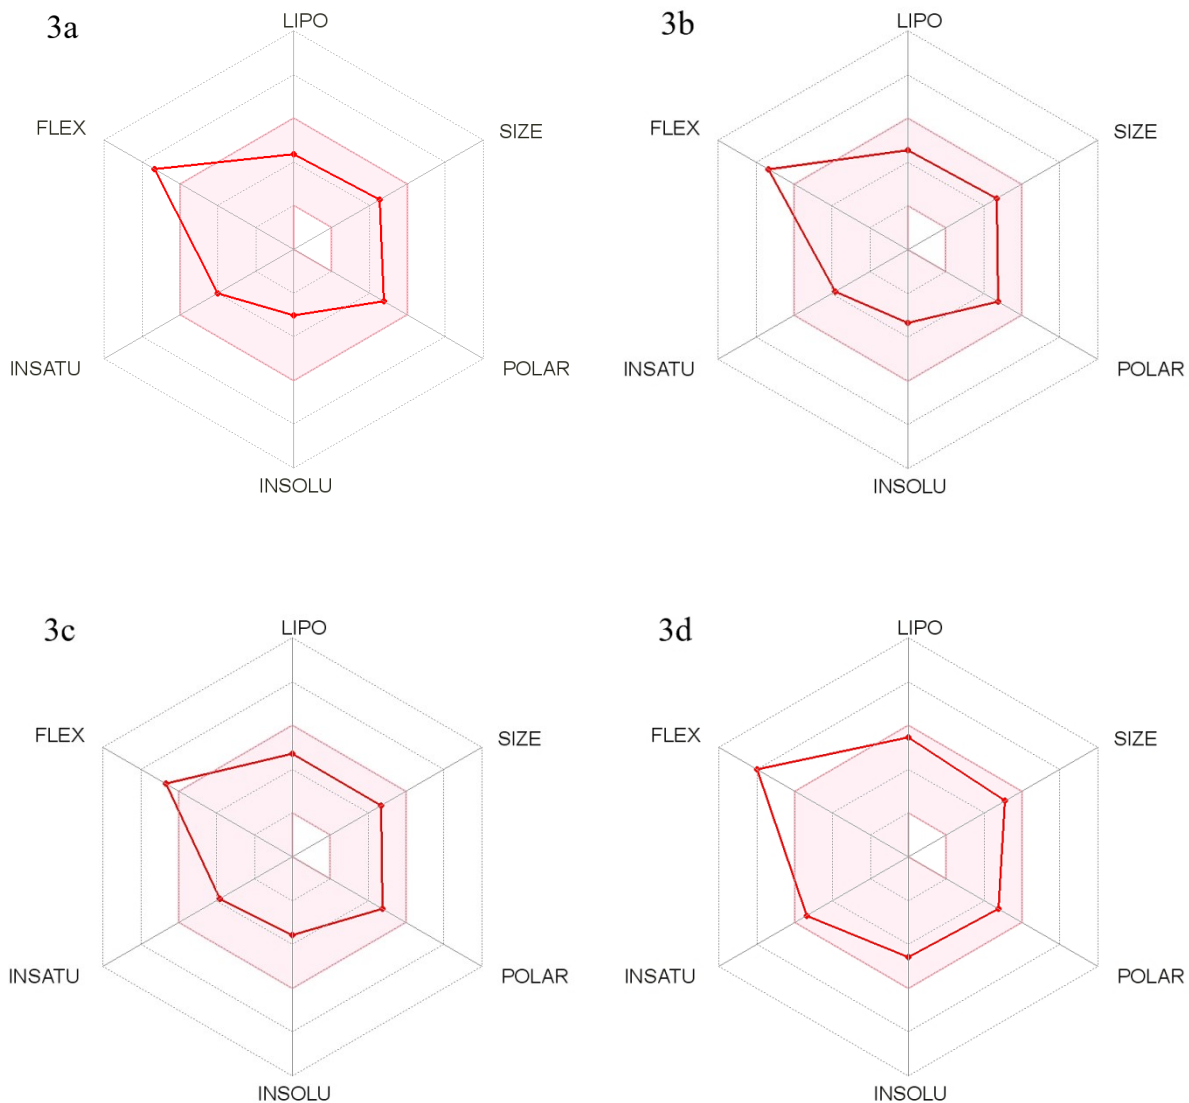 3a
LIPO
FLEX
SIZE
INSATU
POLAR
INSOLU
3b
LIPO
FLEX
SIZE
INSATU
POLAR
INSOLU
3c
LIPO
FLEX
SIZE
INSATU
POLAR
INSOLU
3d
LIPO
FLEX
SIZE
INSATU
POLAR
INSOLU